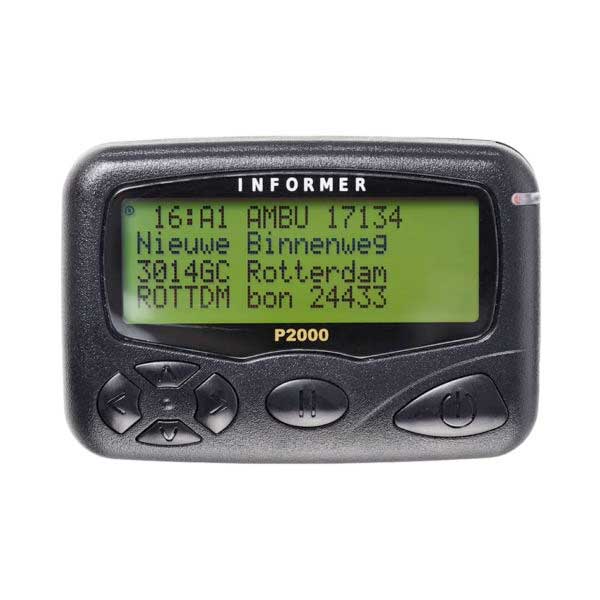 INFORMER
16:A1 AMBU 17134
Nieuwe Binnenweg
3014GC Rotterdam
ROTTDM bon 24433
P2000